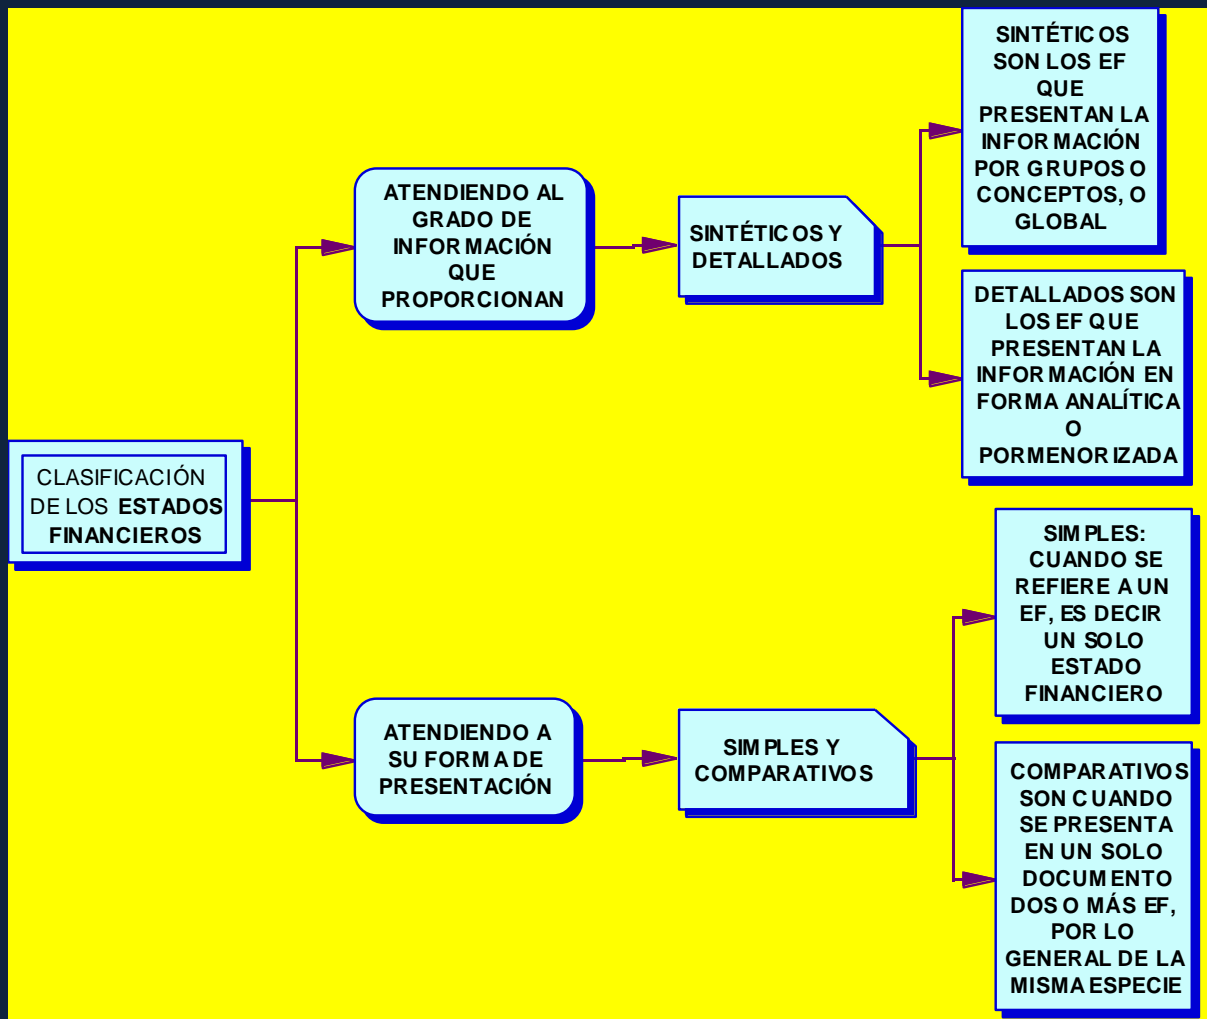 CLASIFICACIÓN
DE LOS ESTADOS
FINANCIEROS
ATENDIENDO AL
GRADO DE
INFORMACIÓN
QUE
PROPORCIONAN
SINTÉTICOS Y
DETALLADOS
SINTÉTICOS
SON LOS EF
QUE
PRESENTAN LA
INFORMACIÓN
POR GRUPOS O
CONCEPTOS, O
GLOBAL
DETALLADOS SON
LOS EF QUE
PRESENTAN LA
INFORMACIÓN EN
FORMA ANALÍTICA
O
PORMENORIZADA
ATENDIENDO A
SU FORMA DE
PRESENTACIÓN
SIMPLES Y
COMPARATIVOS
SIMPLES:
CUANDO SE
REFIERE A UN
EF, ES DECIR
UN SOLO
ESTADO
FINANCIERO
COMPARATIVOS
SON CUANDO
SE PRESENTA
EN UN SOLO
DOCUMENTO
DOS O MÁS EF,
POR LO
GENERAL DE LA
MISMA ESPECIE